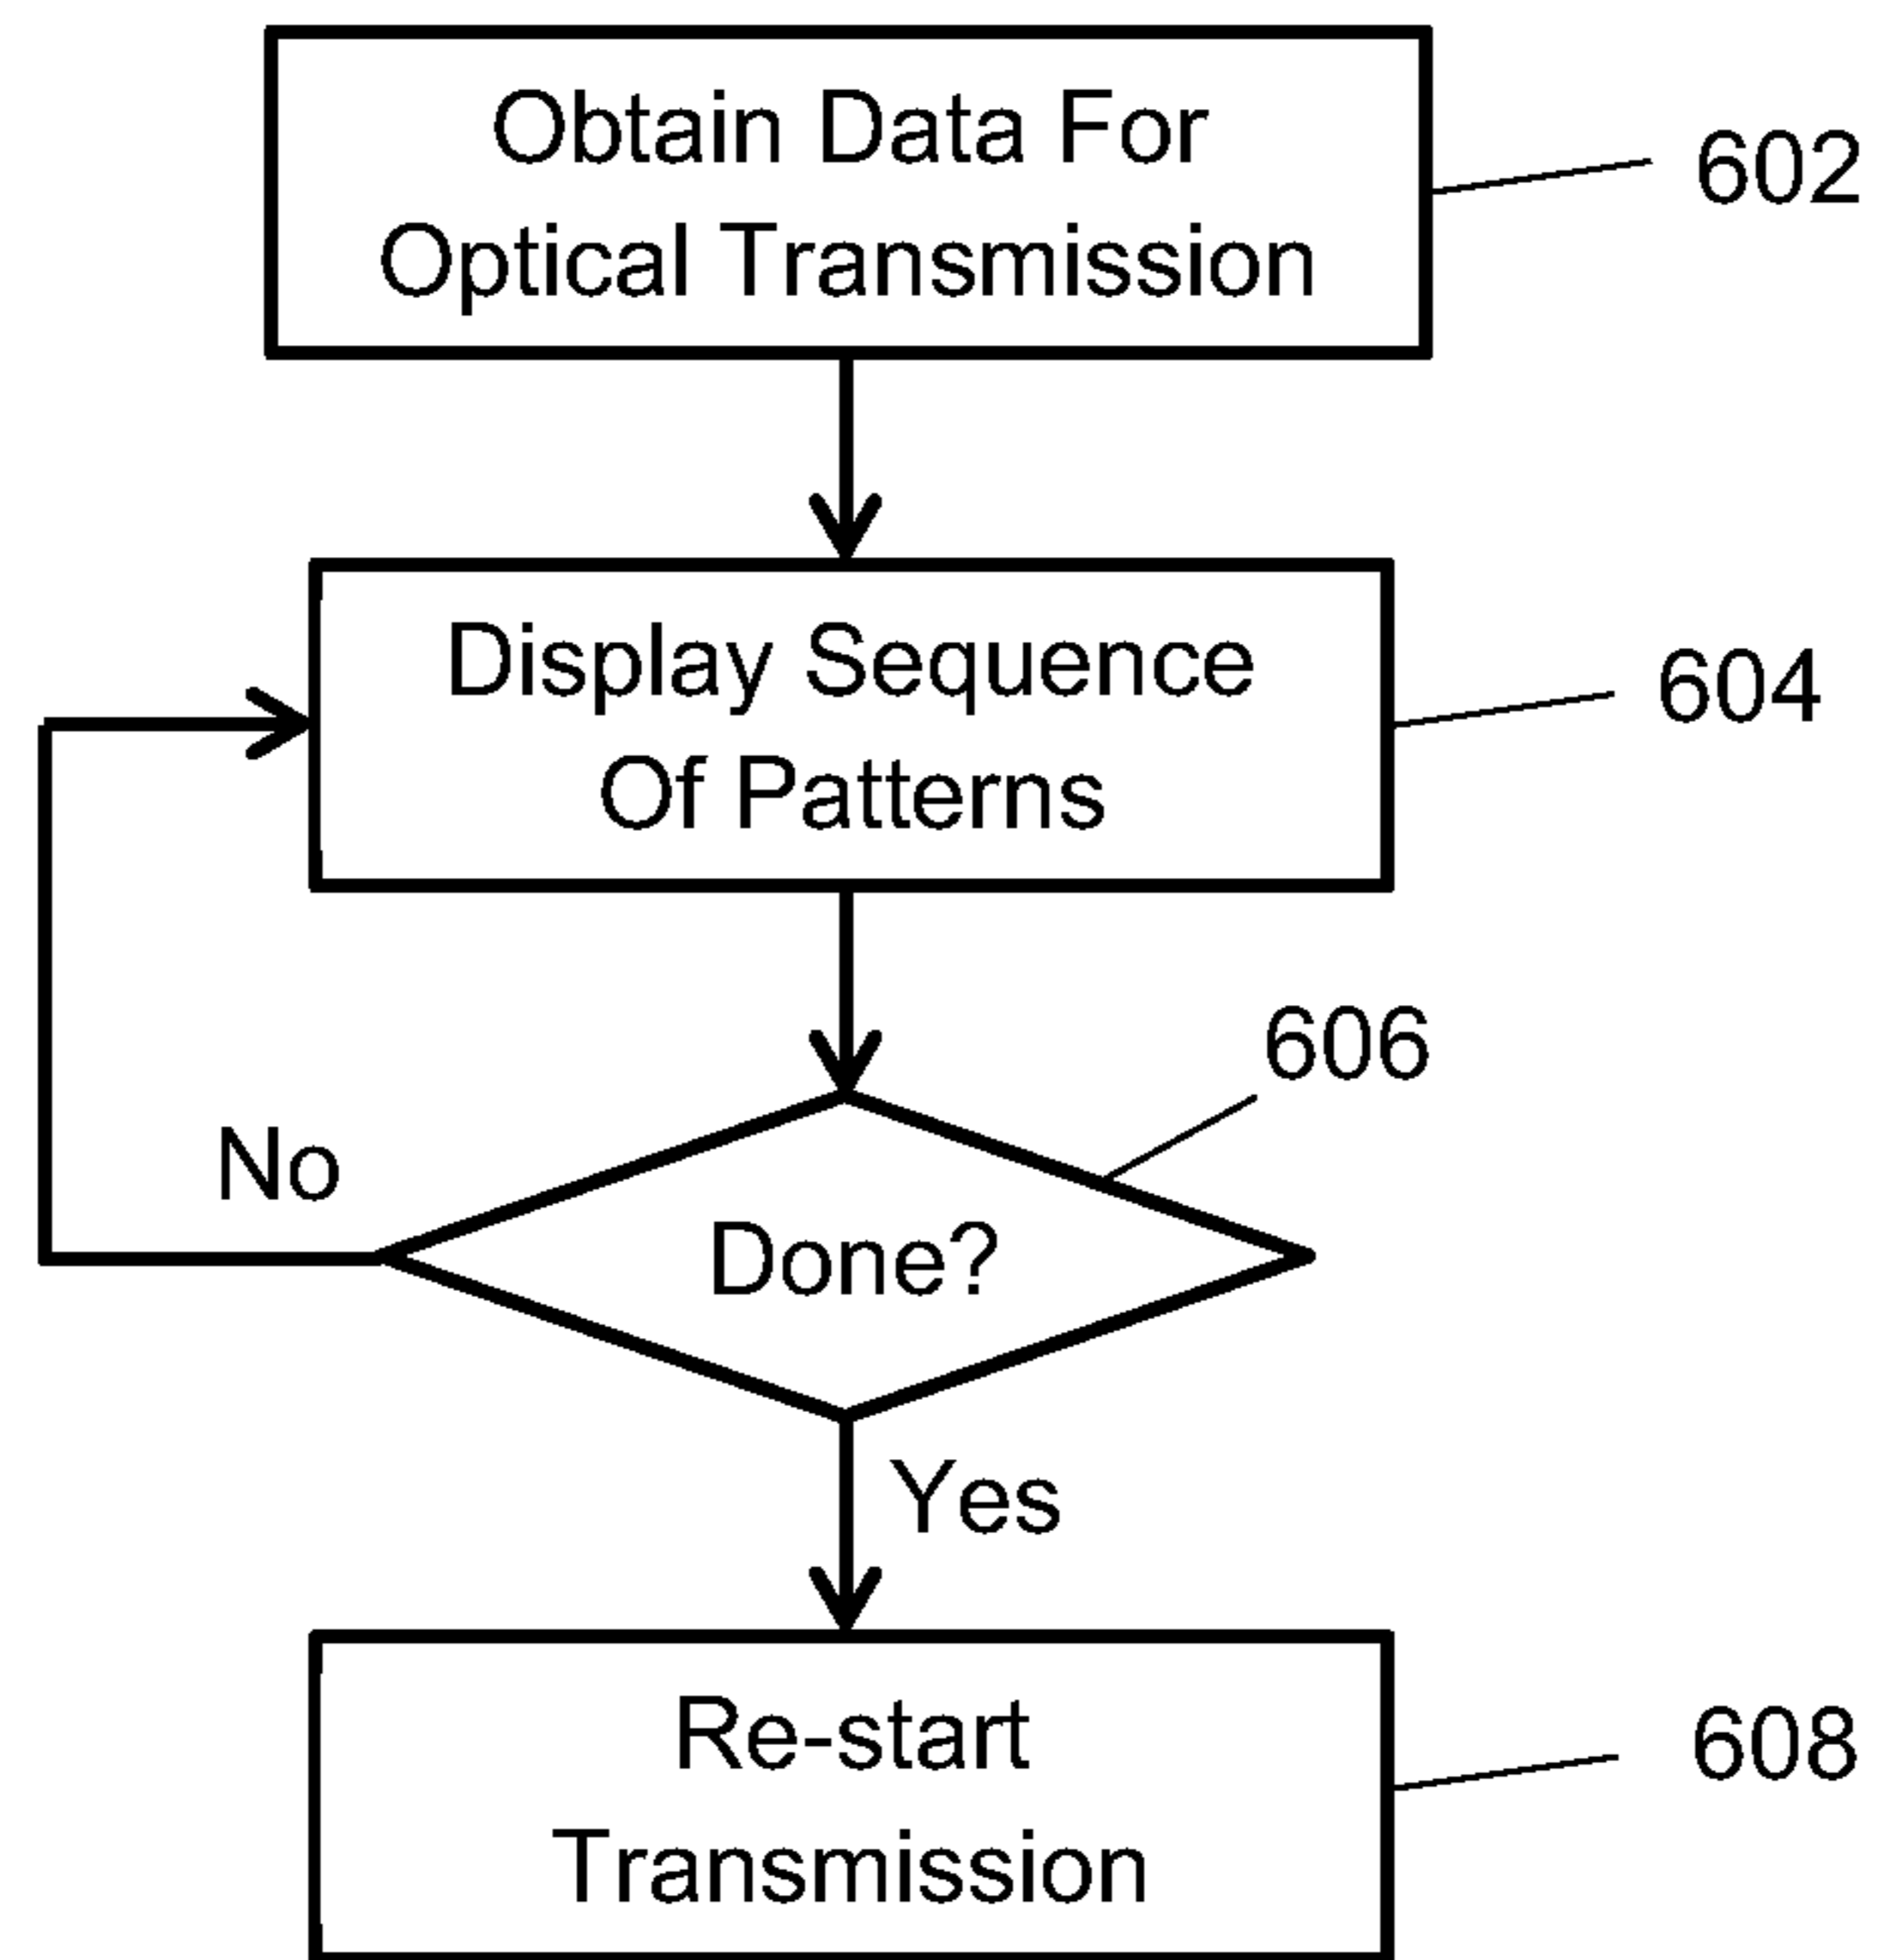 Obtain Data For
Optical Transmission
602
Display Sequence
Of Patterns
604
606
No
Done?
Yes
Re-start
Transmission
608